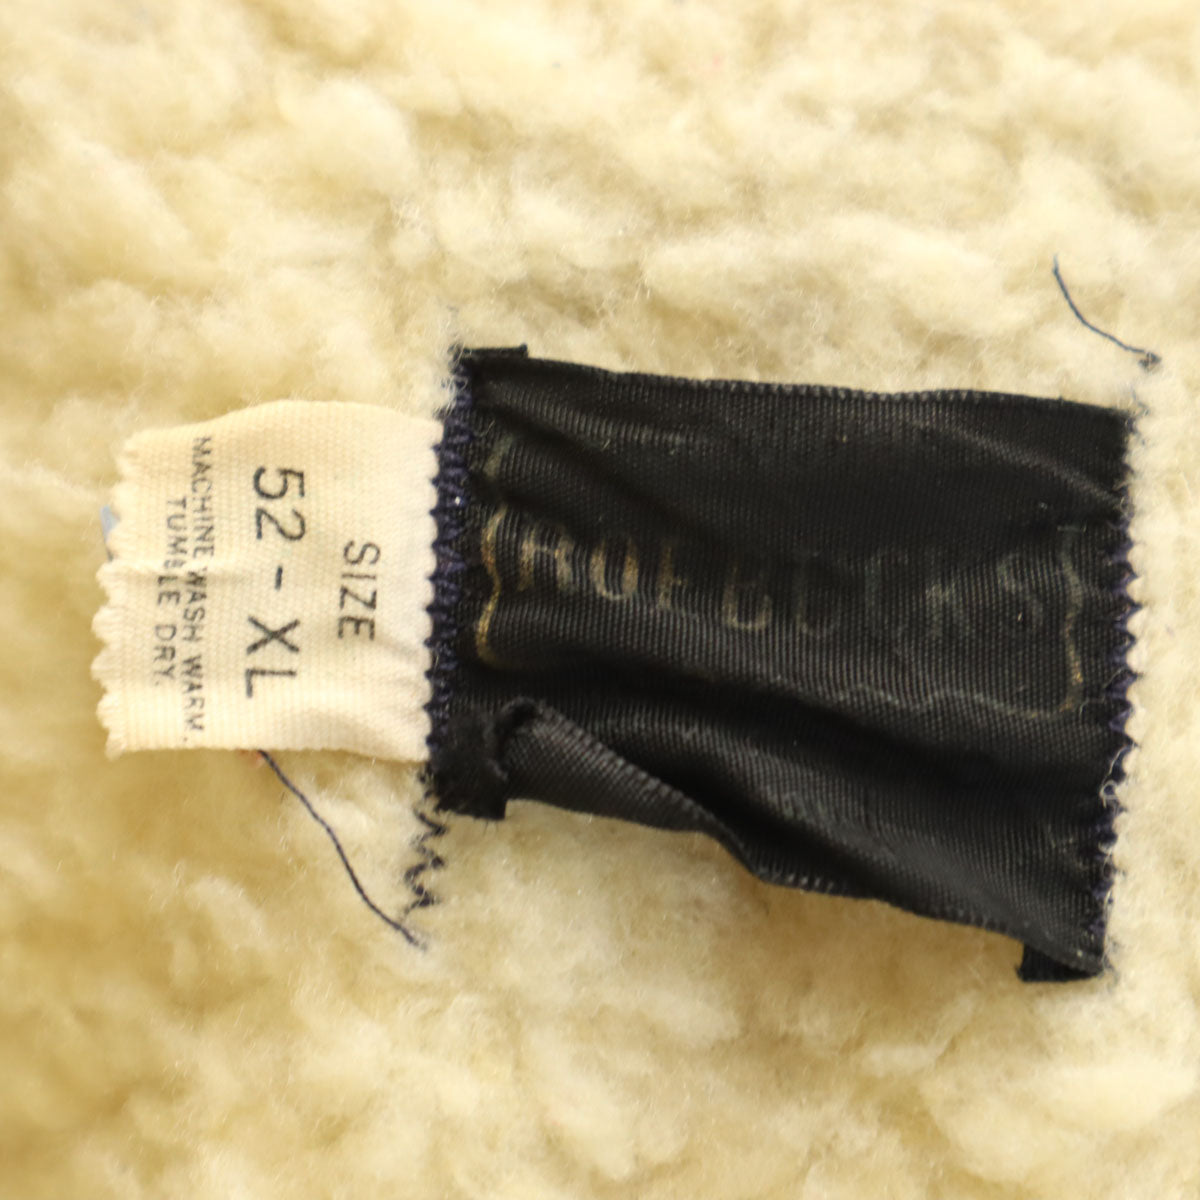 ROEBUCKS
SIZE
52 - XL
MACHINE WASH WARM.
TUMBLE DRY.